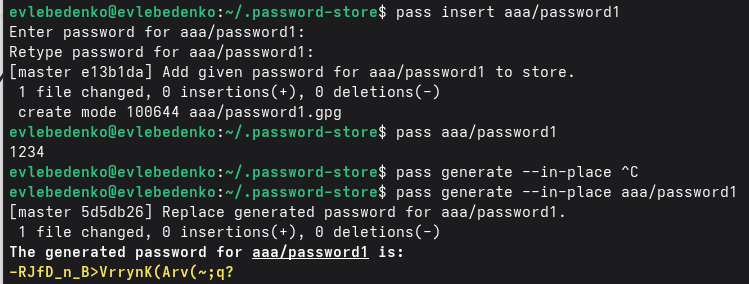 evlebedenko@evlebedenko:~/.password-store$ pass insert aaa/password1
Enter password for aaa/password1:
Retype password for aaa/password1:
[master e13b1da] Add given password for aaa/password1 to store.
 1 file changed, 0 insertions(+), 0 deletions(-)
 create mode 100644 aaa/password1.gpg
evlebedenko@evlebedenko:~/.password-store$ pass aaa/password1
1234
evlebedenko@evlebedenko:~/.password-store$ pass generate --in-place ^C
evlebedenko@evlebedenko:~/.password-store$ pass generate --in-place aaa/password1
[master 5d5db26] Replace generated password for aaa/password1.
 1 file changed, 0 insertions(+), 0 deletions(-)
The generated password for aaa/password1 is:
-RJfD_n_B>VrrynK(Arv(~;q?